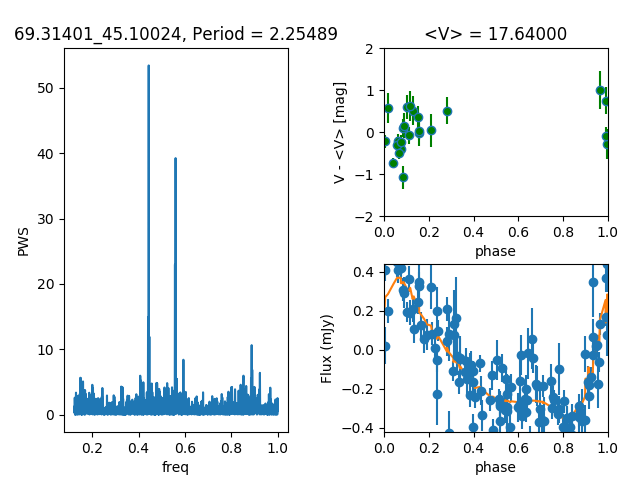 69.31401_45.10024, Period = 2.25489
<V> = 17.64000
PWS
50
40
30
20
10
0
0.2 0.4 0.6 0.8 1.0
freq
V - <V> [mag]
2
1
0
−1
−2
0.0 0.2 0.4 0.6 0.8 1.0
phase
Flux (mJy)
0.4
0.2
0.0
−0.2
−0.4
0.0 0.2 0.4 0.6 0.8 1.0
phase